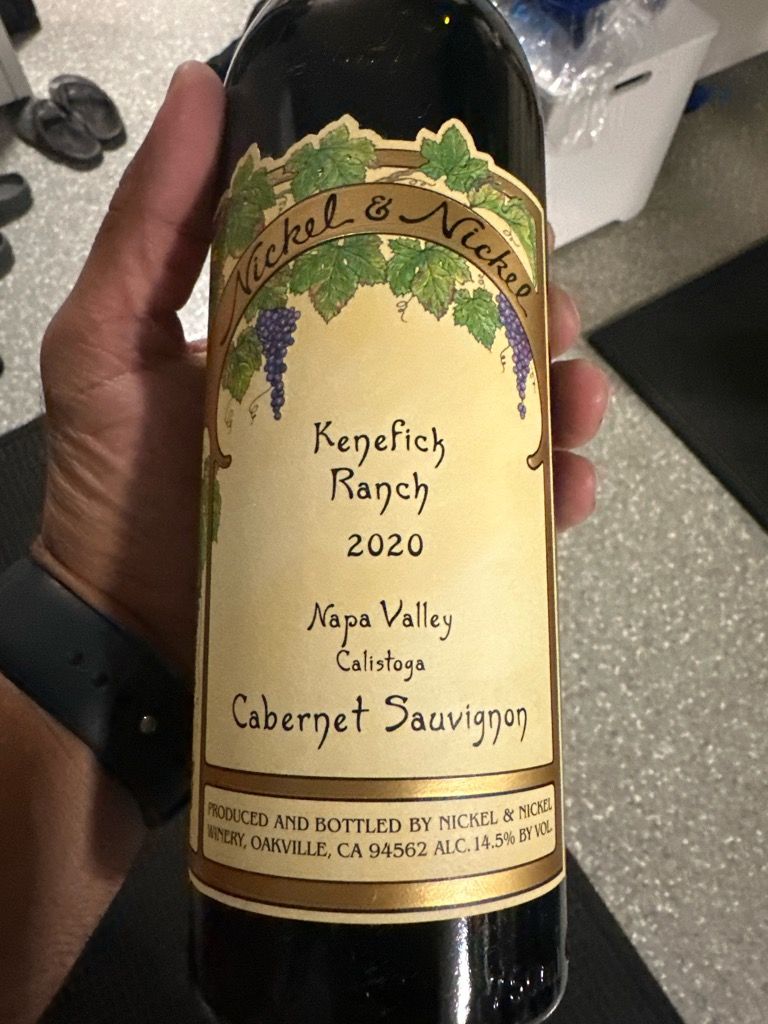 Nickel & Nickel
Kenefick
Ranch
2020
Napa Valley
Calistoga
Cabernet Sauvignon
PRODUCED AND BOTTLED BY NICKEL & NICKEL
WINERY, OAKVILLE, CA 94562 ALC. 14.5% BY VOL.